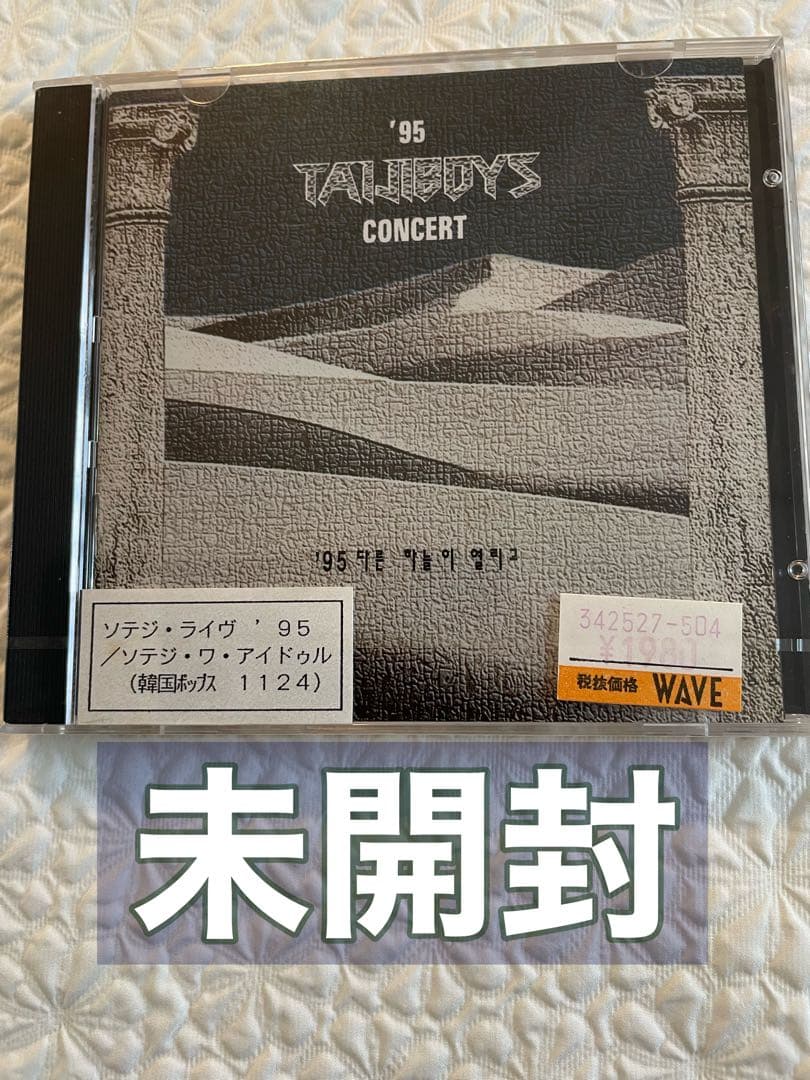 '95
TAIJIBOYS
CONCERT
'95 다른 하늘이 열리고
ソテジ・ライヴ ’95
/ソテジ・ワ・アイドゥル
(韓国ポップス 1124)
342527-504
¥1980
税抜価格 WAVE
未開封